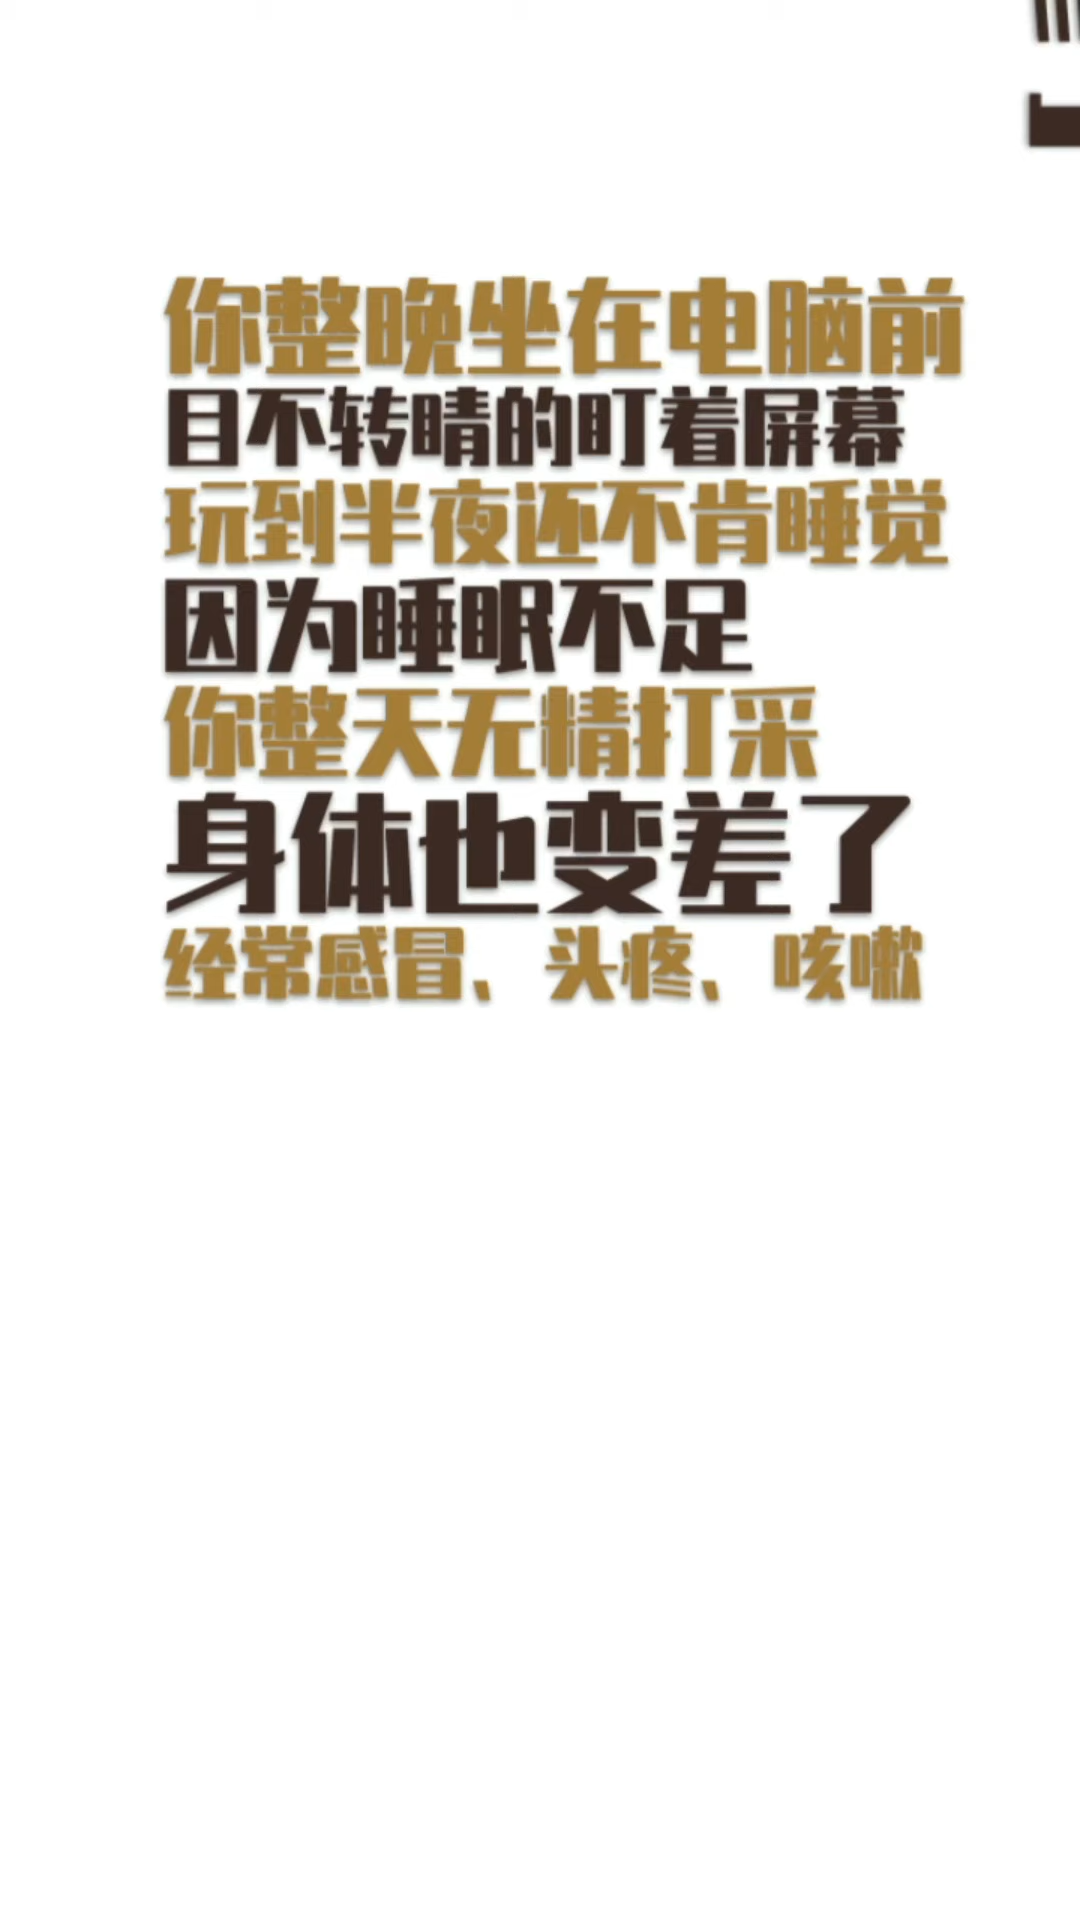 你整晚坐在电脑前
目不转睛的盯着屏幕
玩到半夜还不肯睡觉
因为睡眠不足
你整天无精打采
身体也变差了
经常感冒、头疼、咳嗽